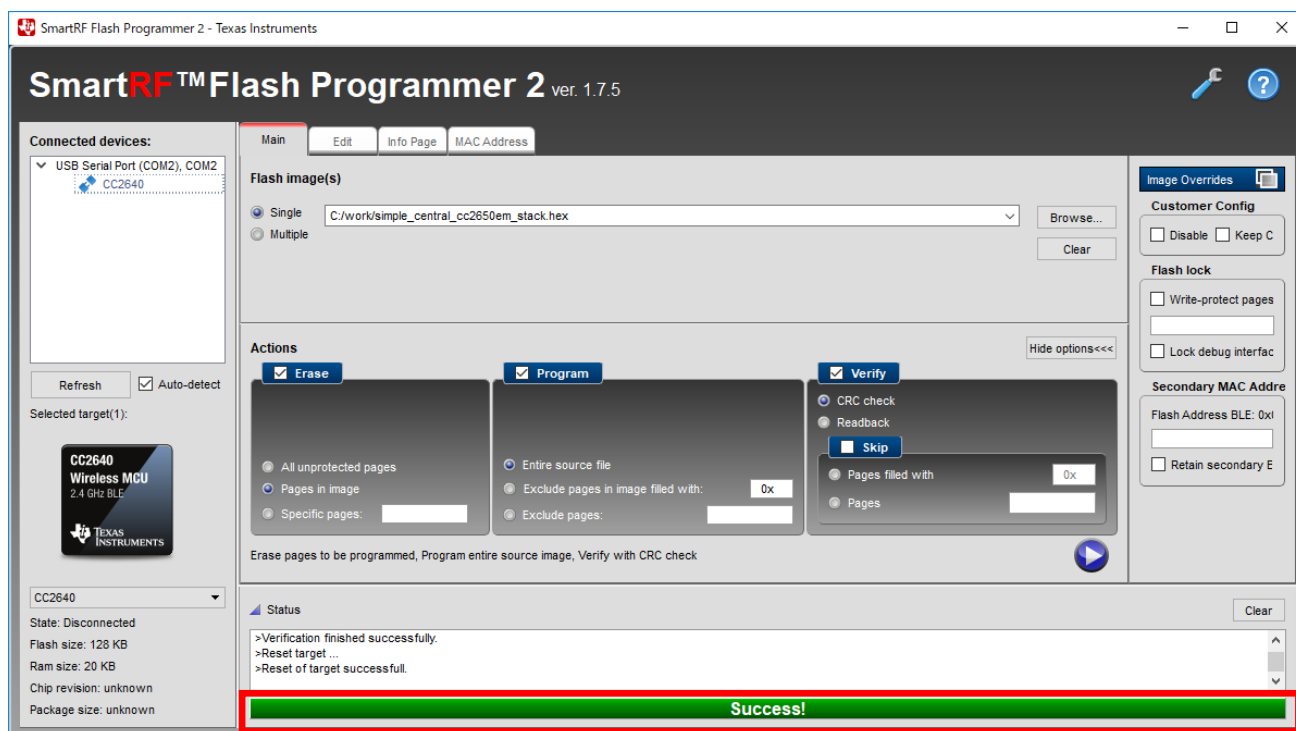 SmartRF Flash Programmer 2 - Texas Instruments
SmartRF™Flash Programmer 2 ver. 1.7.5
Connected devices:
USB Serial Port (COM2), COM2
CC2640
Refresh
Auto-detect
Selected target(1):
CC2640
Wireless MCU
2.4 GHz BLE
TEXAS
INSTRUMENTS
CC2640
State: Disconnected
Flash size: 128 KB
Ram size: 20 KB
Chip revision: unknown
Package size: unknown
Main
Edit
Info Page
MAC Address
Flash image(s)
Single
C:/work/simple_central_cc2650em_stack.hex
Browse...
Multiple
Clear
Actions
Hide options<<<
Erase
All unprotected pages
Pages in image
Specific pages:
Program
Entire source file
Exclude pages in image filled with:
0x
Exclude pages:
Verify
CRC check
Readback
Skip
Pages filled with
0x
Pages
Erase pages to be programmed, Program entire source image, Verify with CRC check
Status
Clear
>Verification finished successfully.
>Reset target ...
>Reset of target successfull.
Success!
Image Overrides
Customer Config
Disable
Keep C
Flash lock
Write-protect pages
Lock debug interfac
Secondary MAC Addre
Flash Address BLE: 0x(
Retain secondary E